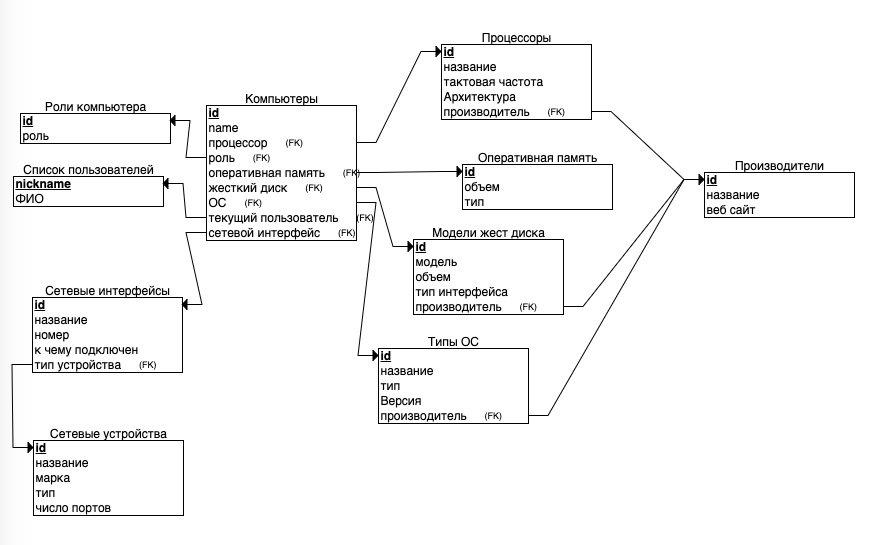 Процессоры
id
название
тактовая частота
Архитектура
производитель (FK)
Компьютеры
id
name
процессор (FK)
роль (FK)
оперативная память (FK)
жесткий диск (FK)
ОС (FK)
текущий пользователь (FK)
сетевой интерфейс (FK)
Роли компьютера
id
роль
Список пользователей
nickname
ФИО
Оперативная память
id
объем
тип
Производители
id
название
веб сайт
Модели жест диска
id
модель
объем
тип интерфейса
производитель (FK)
Сетевые интерфейсы
id
название
номер
к чему подключен
тип устройства (FK)
Типы ОС
id
название
тип
Версия
производитель (FK)
Сетевые устройства
id
название
марка
тип
число портов